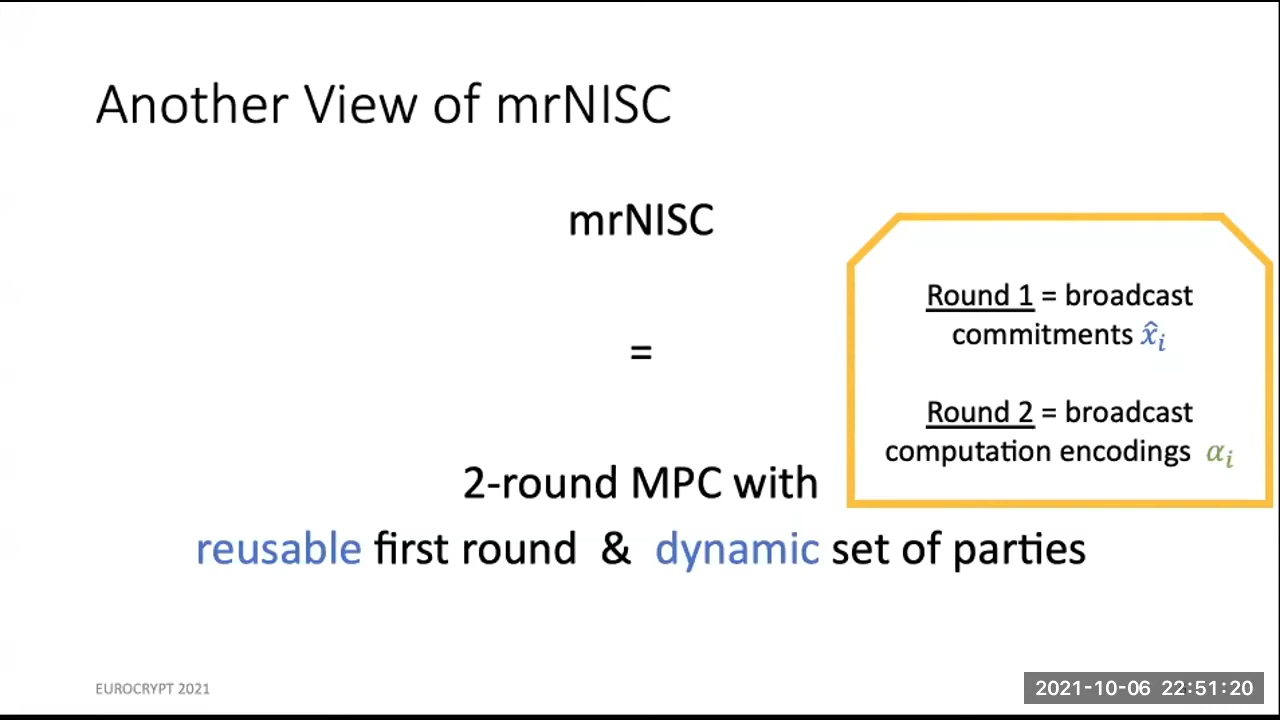 Another View of mrNISC
mrNISC
=
2-round MPC with
reusable first round & dynamic set of parties
Round 1 = broadcast
commitments x̂ᵢ
Round 2 = broadcast
computation encodings αᵢ
EUROCRYPT 2021
2021-10-06 22:51:20